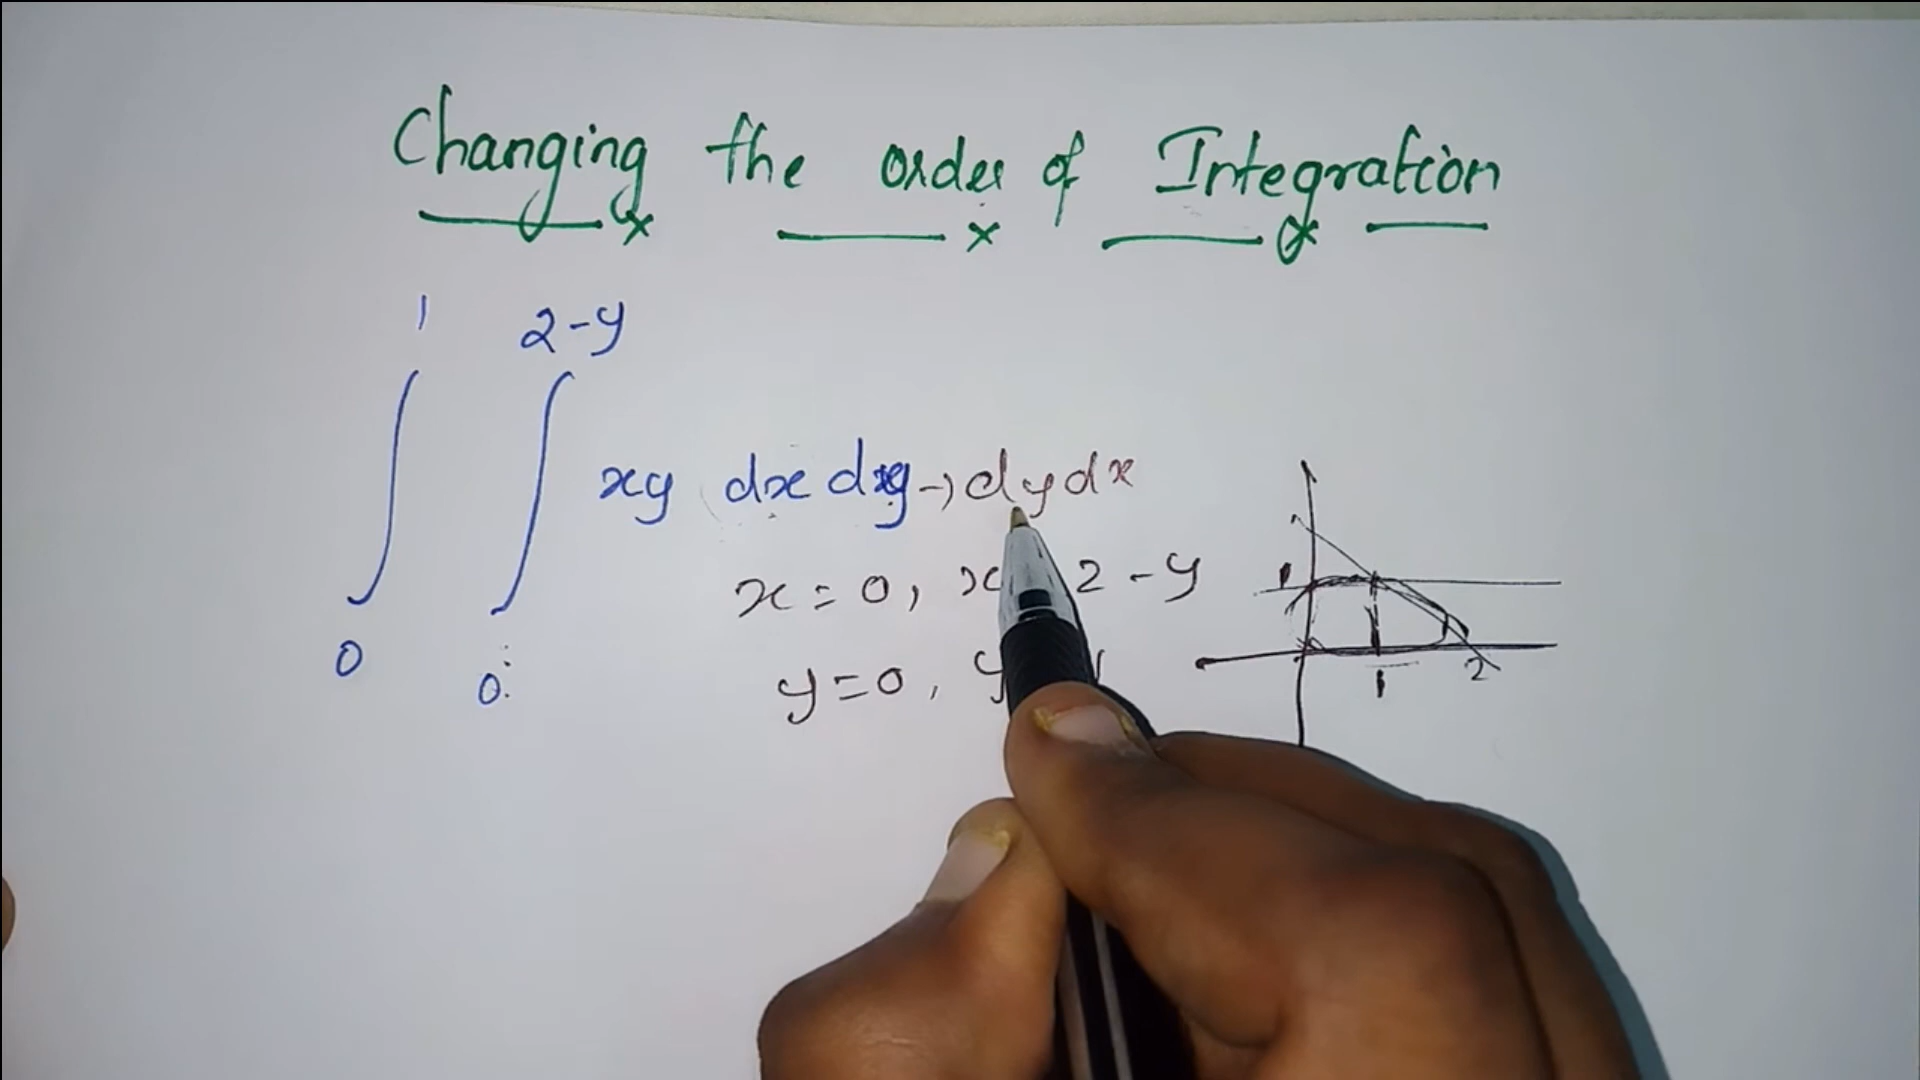 Changing the order of Integration
1 2-y
∫ ∫ xy dx dy → dy dx
0 0
x = 0, x 2 - y
y = 0, y
1
1 2